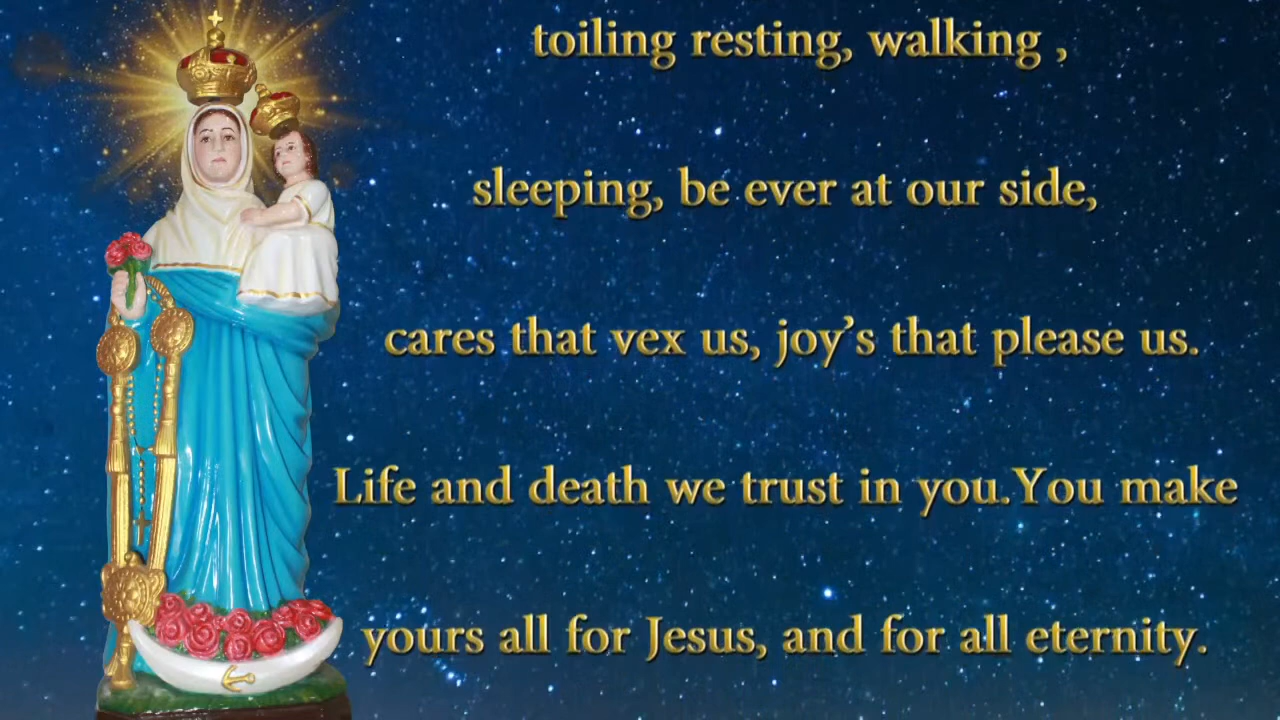 toiling resting, walking ,
sleeping, be ever at our side,
cares that vex us, joy’s that please us.
Life and death we trust in you.You make
yours all for Jesus, and for all eternity.